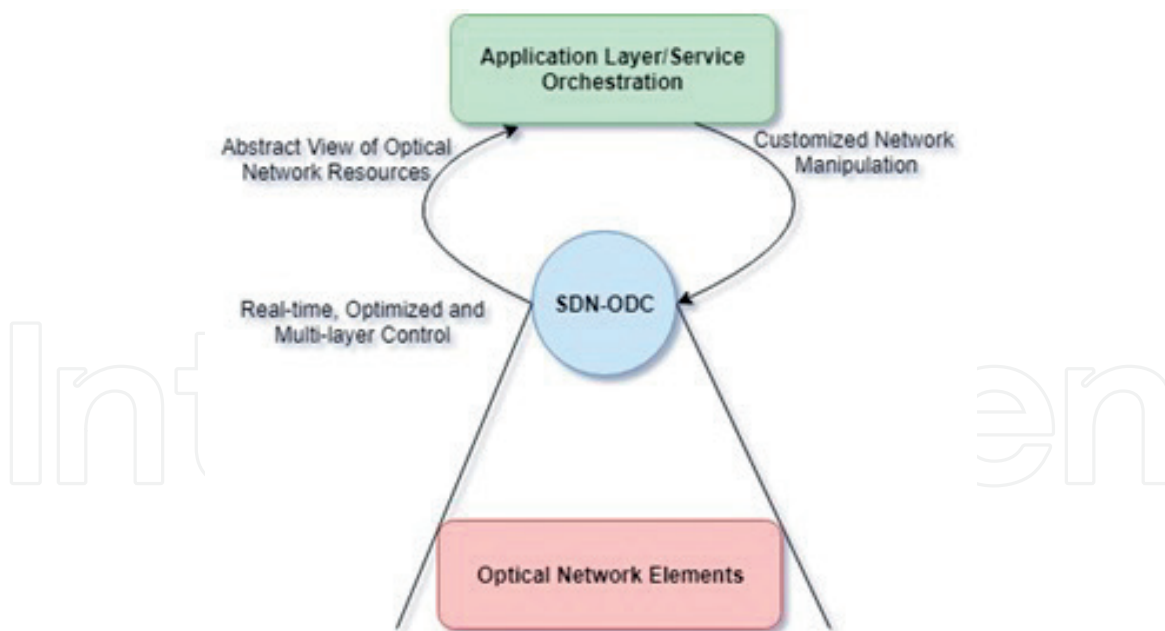 Application Layer/Service
Orchestration
Abstract View of Optical
Network Resources
Customized Network
Manipulation
SDN-ODC
Real-time, Optimized and
Multi-layer Control
Optical Network Elements